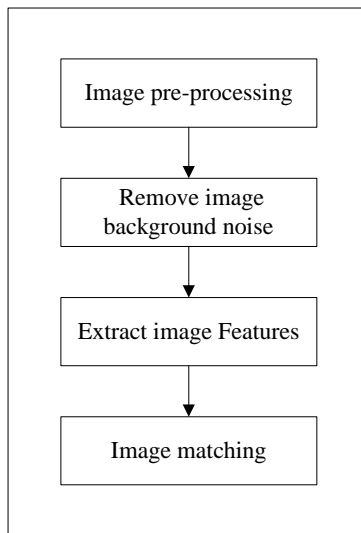 Image pre-processing
Remove image
background noise
Extract image Features
Image matching